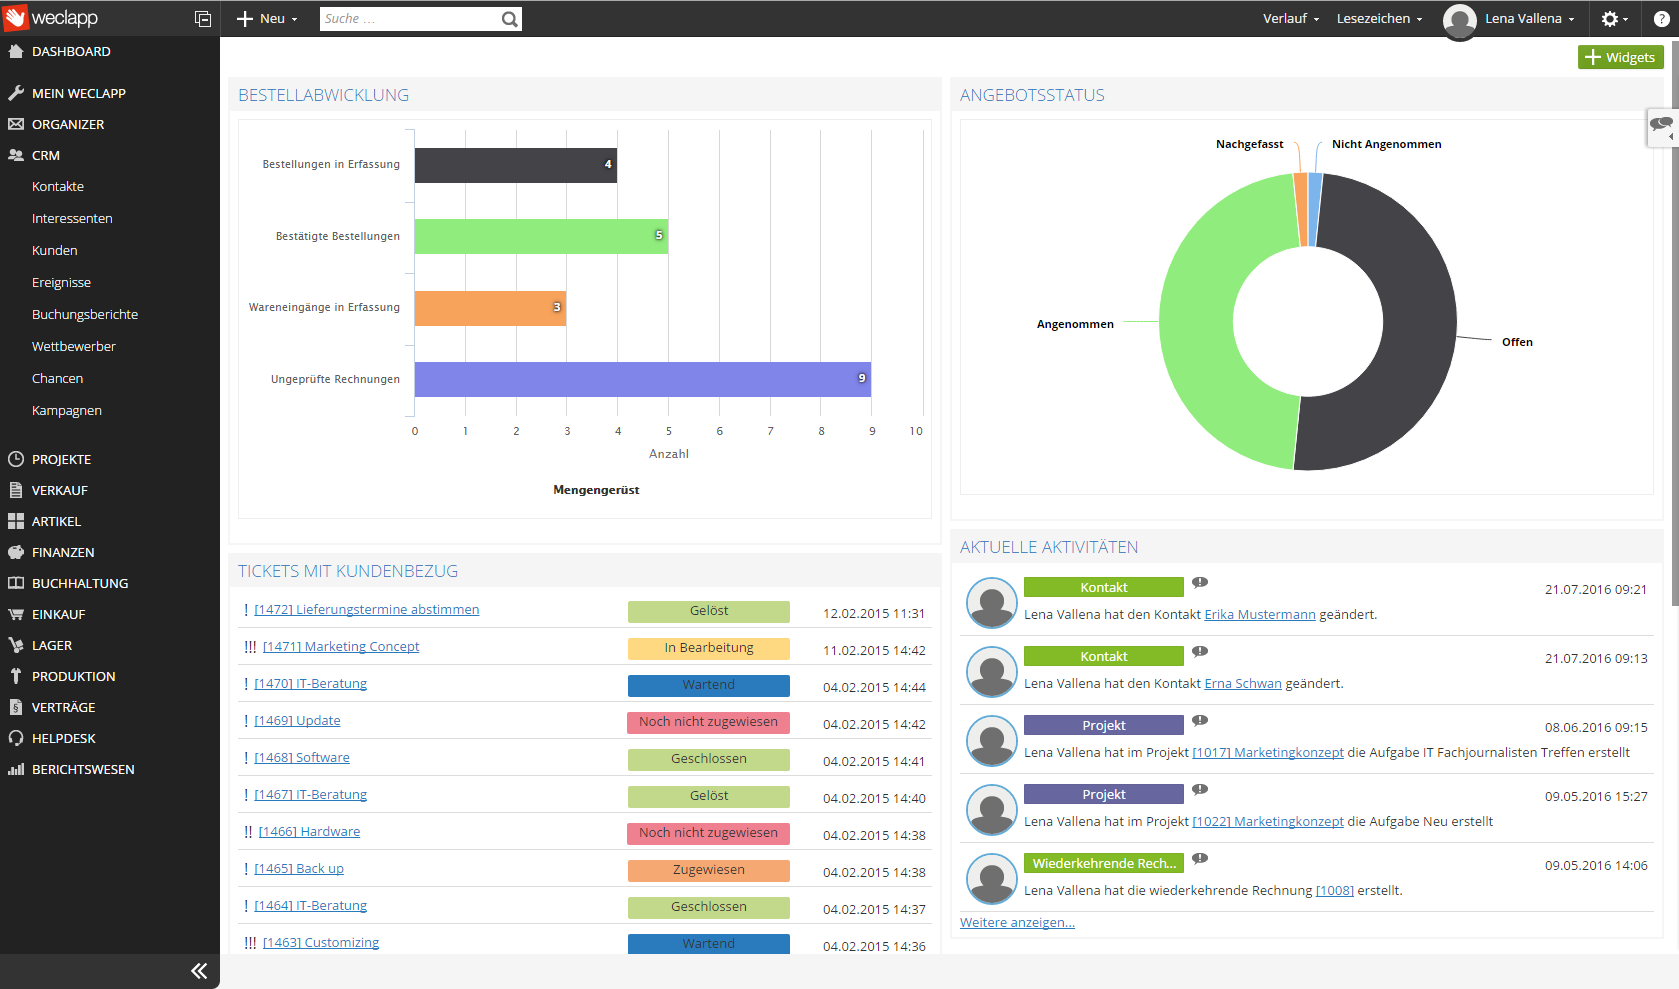 weclapp
Neu
Suche ...
Verlauf
Lesezeichen
Lena Vallena
?
DASHBOARD
MEIN WECLAPP
ORGANIZER
CRM
Kontakte
Interessenten
Kunden
Ereignisse
Buchungsberichte
Wettbewerber
Chancen
Kampagnen
PROJEKTE
VERKAUF
ARTIKEL
FINANZEN
BUCHHALTUNG
EINKAUF
LAGER
PRODUKTION
VERTRÄGE
HELPDESK
BERICHTSWESEN
Widgets
BESTELLABWICKLUNG
Bestellungen in Erfassung 4
Bestätigte Bestellungen 5
Wareneingänge in Erfassung 3
Ungeprüfte Rechnungen 9
0 1 2 3 4 5 6 7 8 9 10
Anzahl
Mengengerüst
ANGEBOTSSTATUS
Nachgefasst
Nicht Angenommen
Angenommen
Offen
TICKETS MIT KUNDENBEZUG
! [1472] Lieferungstermine abstimmen Gelöst 12.02.2015 11:31
!!! [1471] Marketing Concept In Bearbeitung 11.02.2015 14:42
! [1470] IT-Beratung Wartend 04.02.2015 14:44
! [1469] Update Noch nicht zugewiesen 04.02.2015 14:42
! [1468] Software Geschlossen 04.02.2015 14:41
! [1467] IT-Beratung Gelöst 04.02.2015 14:40
!! [1466] Hardware Noch nicht zugewiesen 04.02.2015 14:38
! [1465] Back up Zugewiesen 04.02.2015 14:38
! [1464] IT-Beratung Geschlossen 04.02.2015 14:37
!!! [1463] Customizing Wartend 04.02.2015 14:36
AKTUELLE AKTIVITÄTEN
Kontakt 21.07.2016 09:21
Lena Vallena hat den Kontakt Erika Mustermann geändert.
Kontakt 21.07.2016 09:13
Lena Vallena hat den Kontakt Erna Schwan geändert.
Projekt 08.06.2016 09:15
Lena Vallena hat im Projekt [1017] Marketingkonzept die Aufgabe IT Fachjournalisten Treffen erstellt
Projekt 09.05.2016 15:27
Lena Vallena hat im Projekt [1022] Marketingkonzept die Aufgabe Neu erstellt
Wiederkehrende Rech... 09.05.2016 14:06
Lena Vallena hat die wiederkehrende Rechnung [1008] erstellt.
Weitere anzeigen...